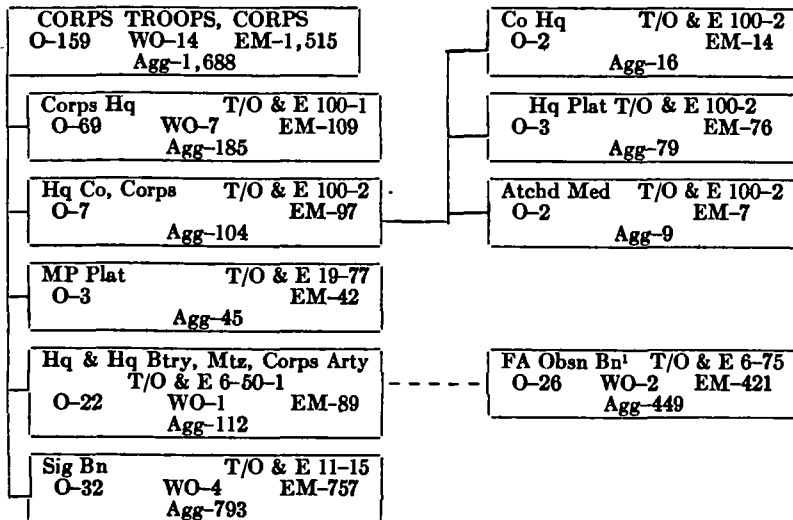 CORPS TROOPS, CORPS
O–159 WO–14 EM–1,515
Agg–1,688
Corps Hq T/O & E 100–1
O–69 WO–7 EM–109
Agg–185
Hq Co, Corps T/O & E 100–2
O–7 EM–97
Agg–104
MP Plat T/O & E 19–77
O–3 EM–42
Agg–45
Hq & Hq Btry, Mtz, Corps Arty
T/O & E 6–50–1
O–22 WO–1 EM–89
Agg–112
Sig Bn T/O & E 11–15
O–32 WO–4 EM–757
Agg–793
Co Hq T/O & E 100–2
O–2 EM–14
Agg–16
Hq Plat T/O & E 100–2
O–3 EM–76
Agg–79
Atchd Med T/O & E 100–2
O–2 EM–7
Agg–9
FA Obsn Bn¹ T/O & E 6–75
O–26 WO–2 EM–421
Agg–449